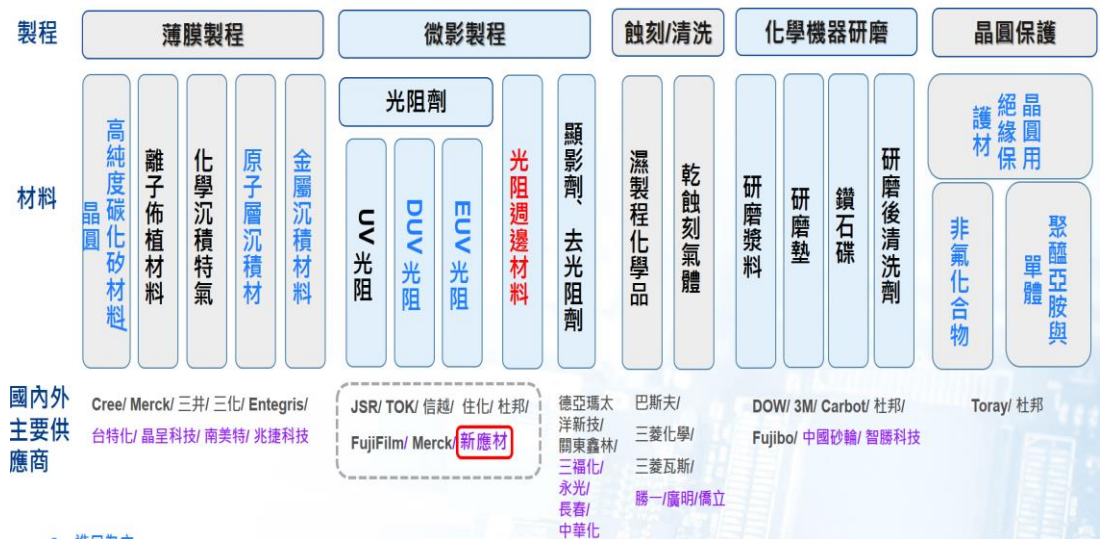 製程
薄膜製程
微影製程
蝕刻/清洗
化學機器研磨
晶圓保護
材料
高純度碳化矽材料/
晶圓
離子佈植材料
化學沉積特氣
原子層沉積材
金屬沉積材料
光阻劑
UV 光阻
DUV 光阻
EUV 光阻
光阻週邊材料
顯影劑、去光阻劑
濕製程化學品
乾蝕刻氣體
研磨漿料
研磨墊
鑽石碟
研磨後清洗劑
晶圓用
絕緣保
護材
非氟化合物
聚醯亞胺與
單體
國內外
主要供
應商
Cree/ Merck/ 三井/ 三化/ Entegris/
台特化/ 晶呈科技/ 南美特/ 兆捷科技
JSR/ TOK/ 信越/ 住化/ 杜邦/
FujiFilm/ Merck/ 新應材
德亞瑪太
洋新技/
關東鑫林/
三福化/
永光/
長春/
中華化
巴斯夫/
三菱化學/
三菱瓦斯/
勝一/廣明/僑立
DOW/ 3M/ Carbot/ 杜邦/
Fujibo/ 中國砂輪/ 智勝科技
Toray/ 杜邦